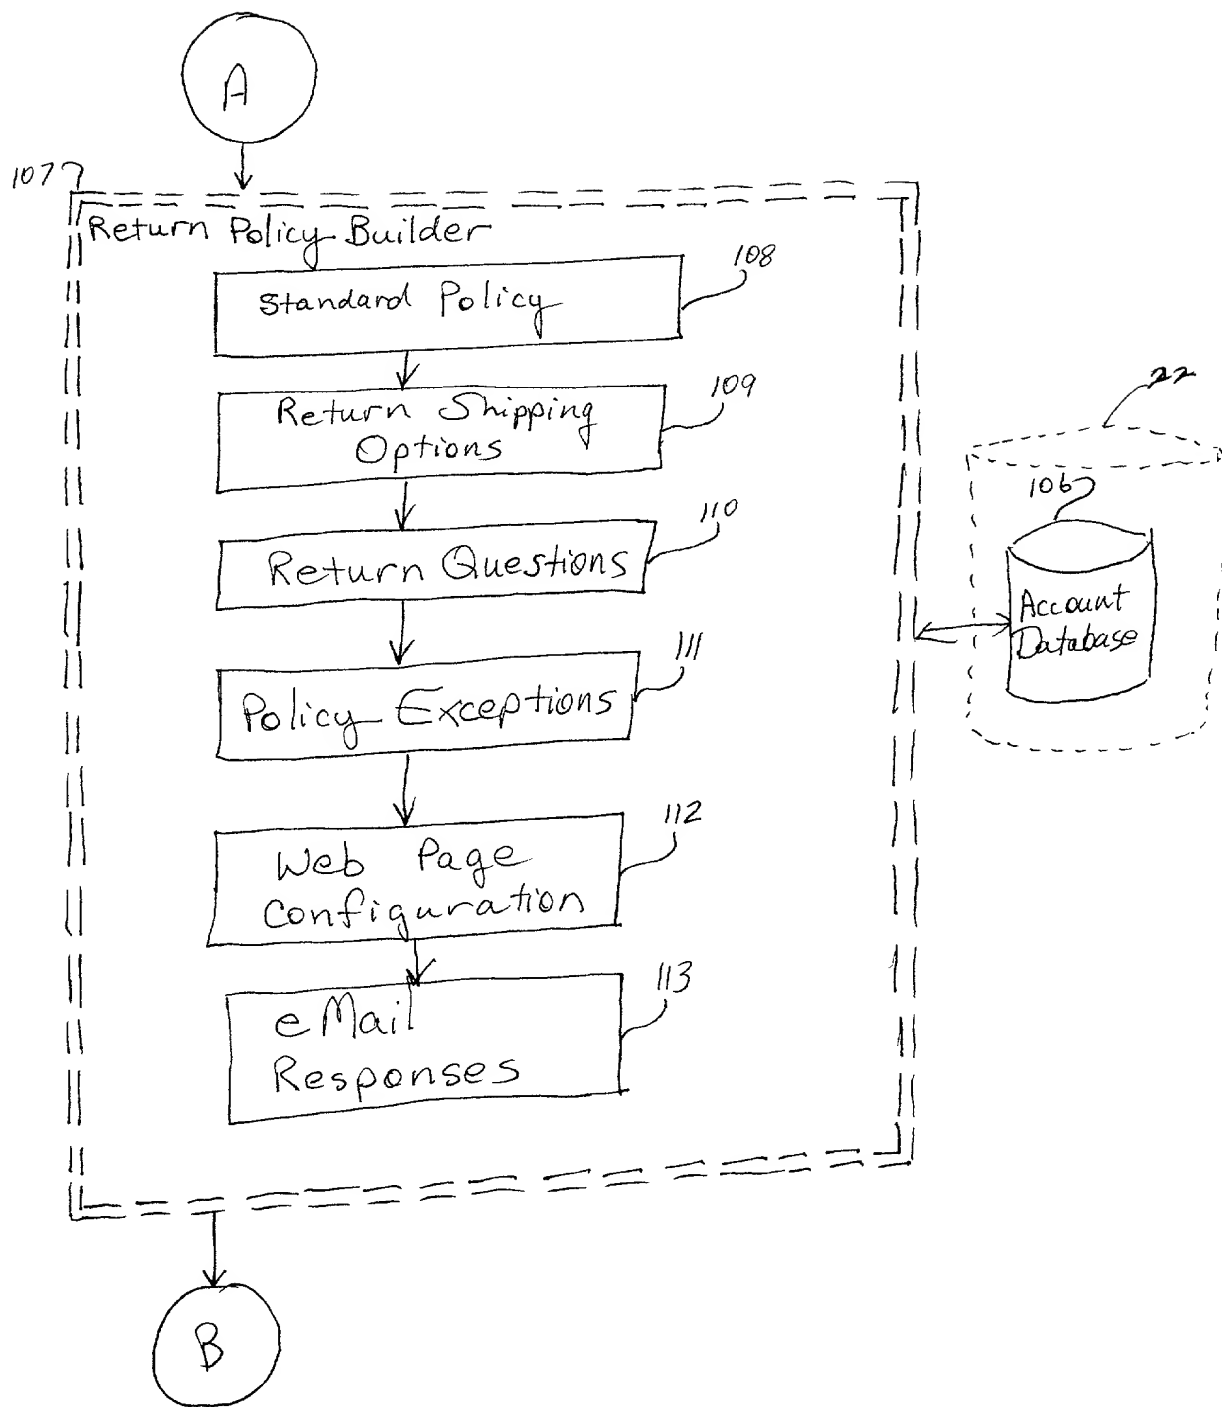 A
107
Return Policy Builder
Standard Policy
108
Return Shipping
Options
109
Return Questions
110
Policy Exceptions
111
Web Page
Configuration
112
eMail
Responses
113
22
106
Account
Database
B